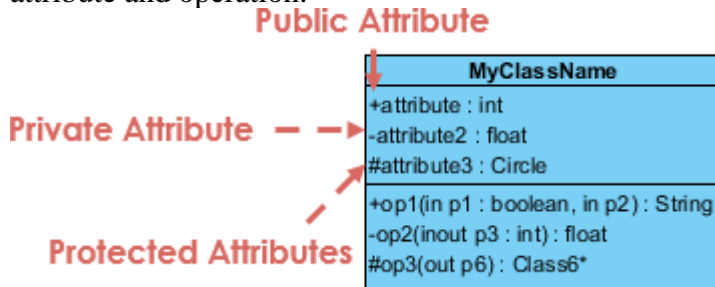 attribute and operation.
Public Attribute
MyClassName
+attribute : int
Private Attribute
-attribute2 : float
#attribute3 : Circle
+op1(in p1 : boolean, in p2) : String
-op2(inout p3 : int) : float
Protected Attributes
#op3(out p6) : Class6*